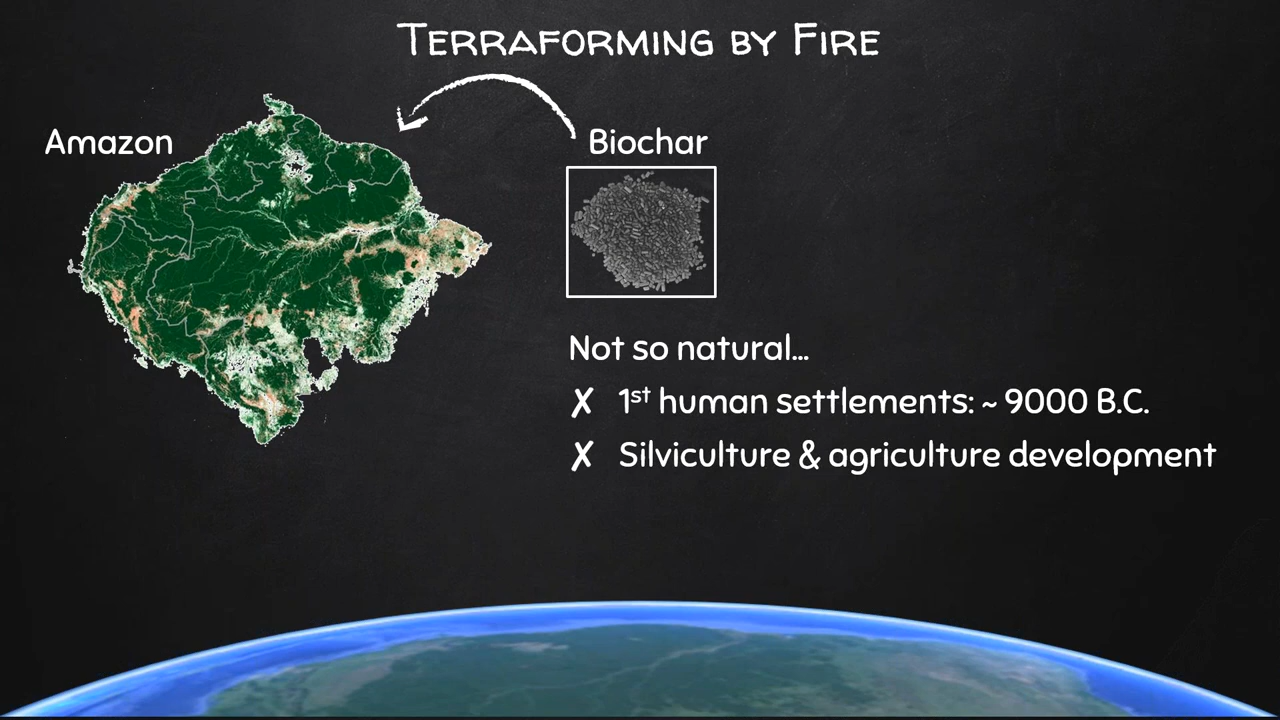 Terraforming by Fire
Amazon
Biochar
Not so natural...
✗ 1st human settlements: ~ 9000 B.C.
✗ Silviculture & agriculture development